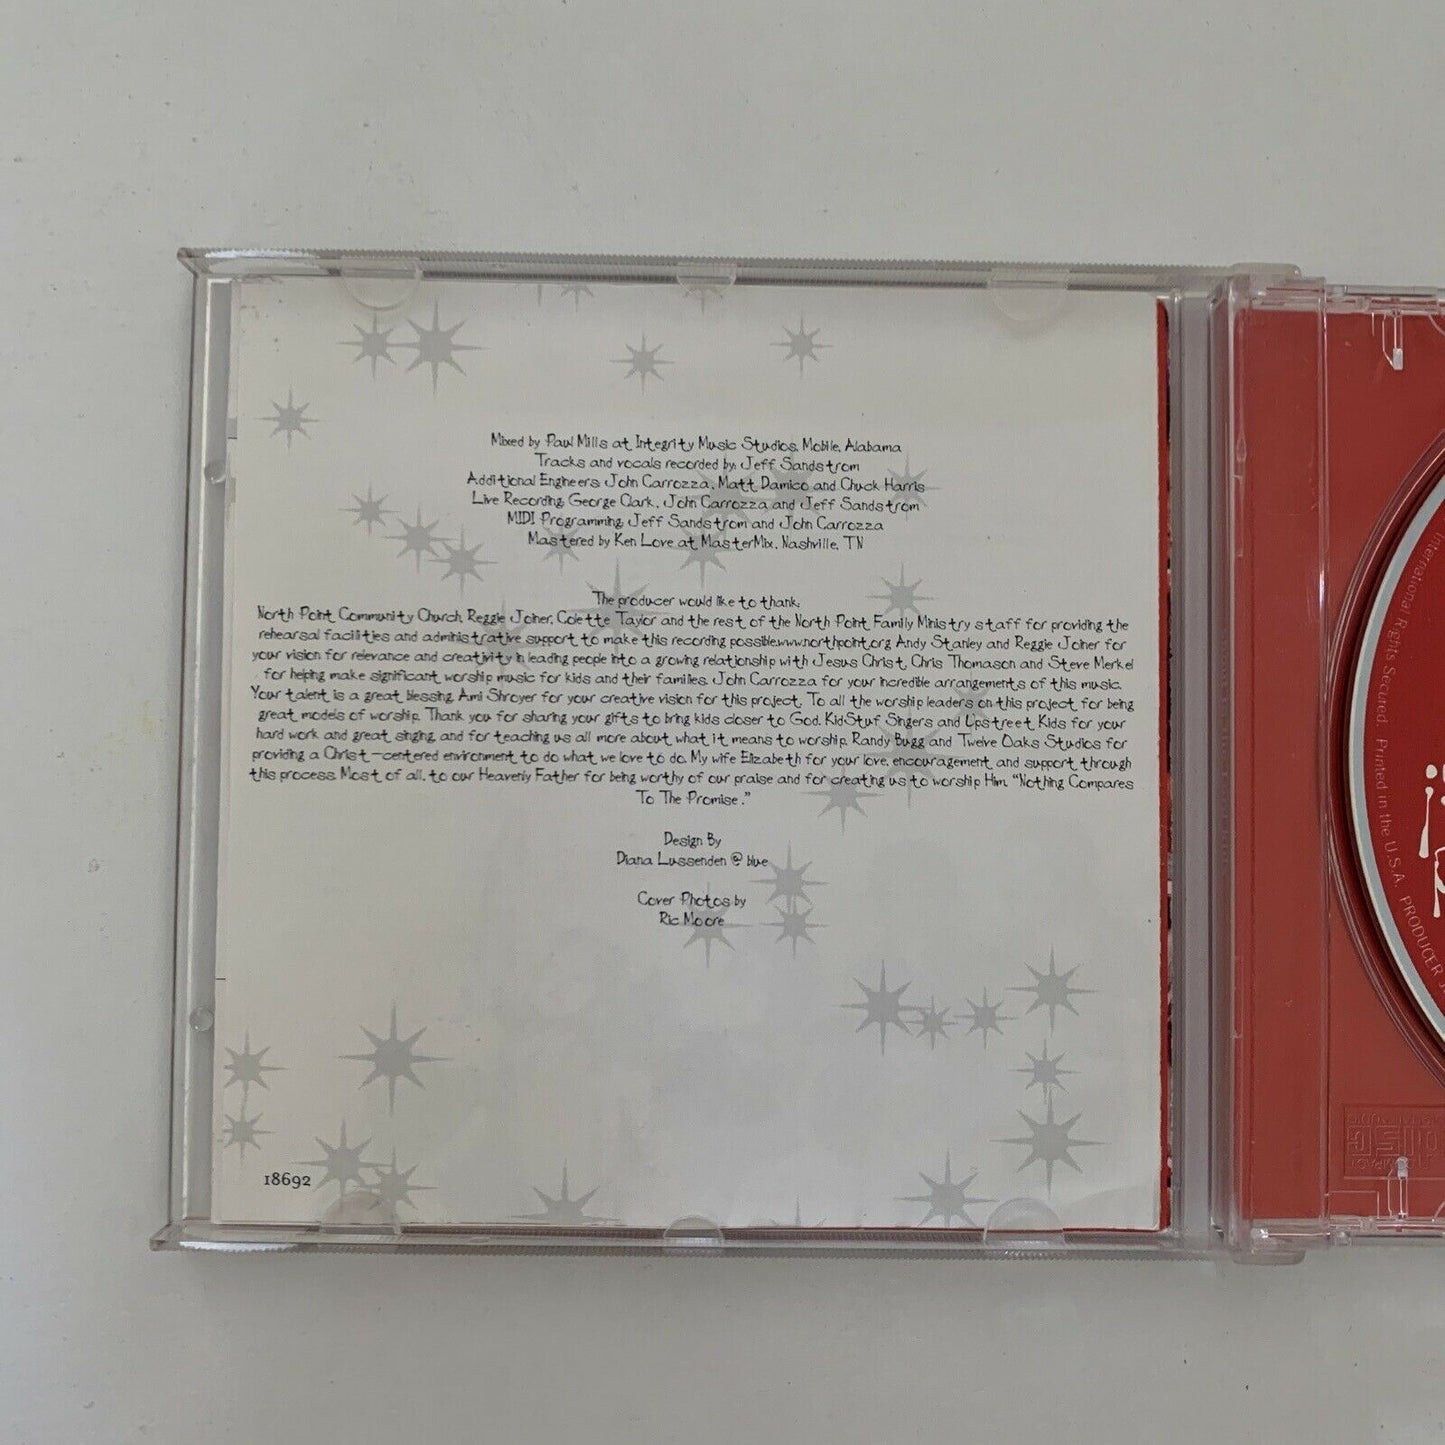 Mixed by Paul Mills at Integrity Music Studios, Mobile, Alabama
Tracks and vocals recorded by: Jeff Sandstrom
Additional Engineers: John Carrozza, Matt Damico and Chuck Harris
Live Recording: George Clark, John Carrozza and Jeff Sandstrom
MIDI Programming: Jeff Sandstrom and John Carrozza
Mastered by Ken Love at MasterMix, Nashville, TN
The producer would like to thank:
North Point Community Church, Reggie Joiner, Colette Taylor and the rest of the North Point Family Ministry staff for providing the
rehearsal facilities and administrative support to make this recording possible.www.northpoint.org Andy Stanley and Reggie Joiner for
your vision for relevance and creativity in leading people into a growing relationship with Jesus Christ, Chris Thomason and Steve Merkel
for helping make significant worship music for kids and their families. John Carrozza for your incredible arrangements of this music.
Your talent is a great blessing. Ami Shroyer for your creative vision for this project. To all the worship leaders on this project for being
great models of worship. Thank you for sharing your gifts to bring kids closer to God. KidStuf Singers and Upstreet Kids for your
hard work and great singing, and for teaching us all more about what it means to worship. Randy Bugg and Twelve Oaks Studios for
providing a Christ-centered environment to do what we love to do. My wife Elizabeth for your love, encouragement, and support through
this process. Most of all, to our Heavenly Father for being worthy of our praise and for creating us to worship Him. "Nothing Compares
To The Promise."
Design By
Diana Lussenden @ blue
Cover Photos by
Ric Moore
18692
International Rights Secured. Printed in the U.S.A. PRODUCER